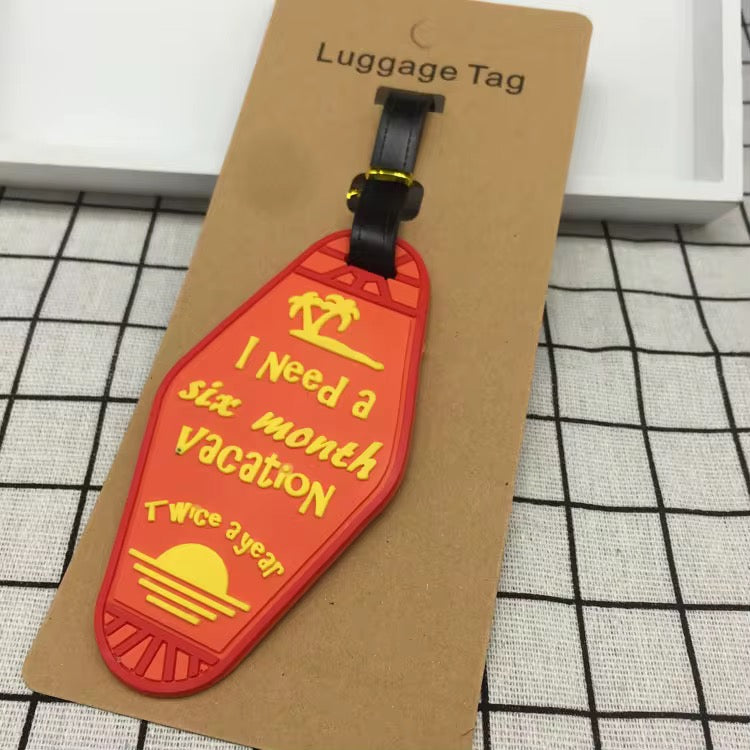 Luggage Tag
I Need a
six month
vacatioN
Twice a year